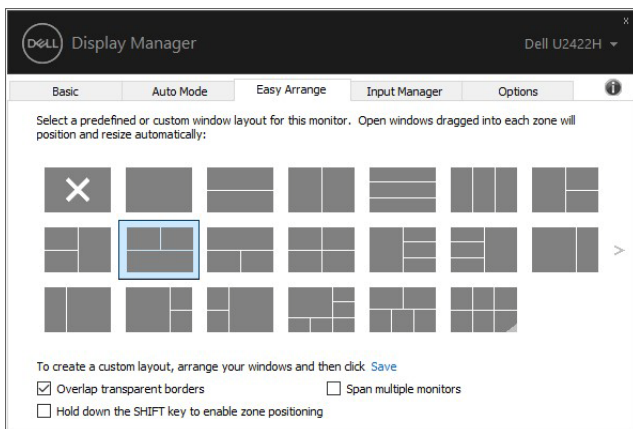 x
DELL Display Manager Dell U2422H
Basic Auto Mode Easy Arrange Input Manager Options i
Select a predefined or custom window layout for this monitor. Open windows dragged into each zone will
position and resize automatically:
>
To create a custom layout, arrange your windows and then click Save
Overlap transparent borders Span multiple monitors
Hold down the SHIFT key to enable zone positioning